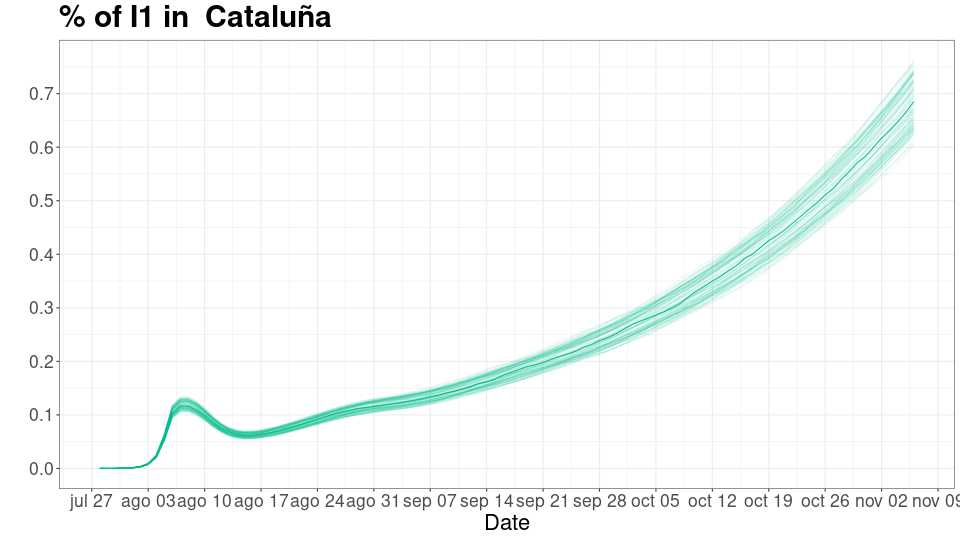 % of I1 in  Cataluña
0.7
0.6
0.5
0.4
0.3
0.2
0.1
0.0
jul 27 ago 03 ago 10 ago 17 ago 24 ago 31 sep 07 sep 14 sep 21 sep 28 oct 05 oct 12 oct 19 oct 26 nov 02 nov 09
Date